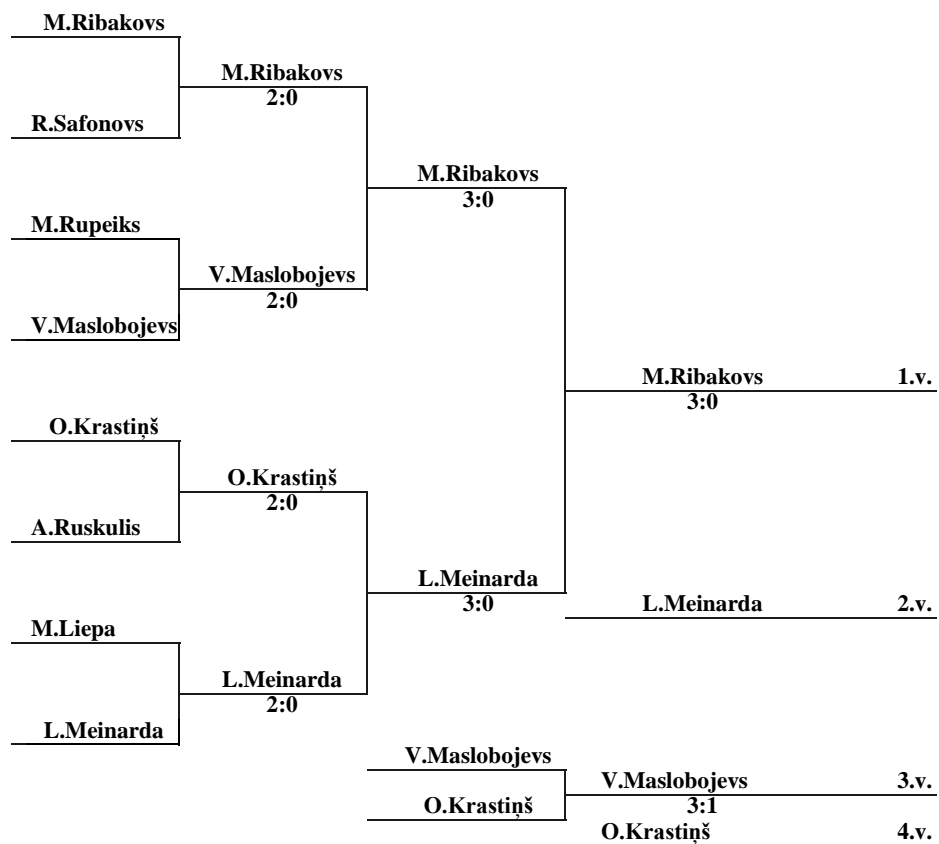 M.Ribakovs
M.Ribakovs
2:0
R.Safonovs
M.Ribakovs
3:0
M.Rupeiks
V.Maslobojevs
2:0
V.Maslobojevs
M.Ribakovs 1.v.
3:0
O.Krastiņš
O.Krastiņš
2:0
A.Ruskulis
L.Meinarda
3:0
L.Meinarda 2.v.
M.Liepa
L.Meinarda
2:0
L.Meinarda
V.Maslobojevs
V.Maslobojevs 3.v.
O.Krastiņš
3:1
O.Krastiņš 4.v.